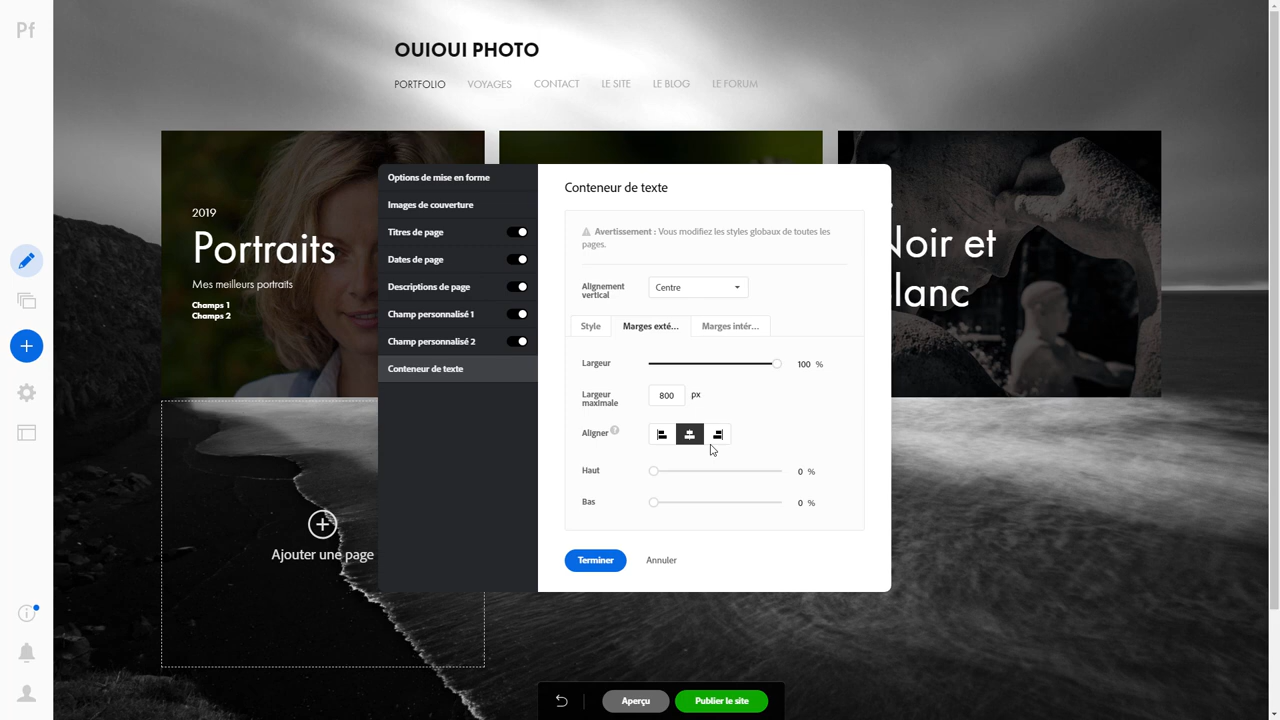 Pf
OUIOUI PHOTO
PORTFOLIO VOYAGES CONTACT LE SITE LE BLOG LE FORUM
2019
Portraits
Mes meilleurs portraits
Champs 1
Champs 2
Noir et
lanc
Ajouter une page
Options de mise en forme
Images de couverture
Titres de page
Dates de page
Descriptions de page
Champ personnalisé 1
Champ personnalisé 2
Conteneur de texte
Conteneur de texte
Avertissement : Vous modifiez les styles globaux de toutes les
pages.
Alignement
vertical
Centre
Style Marges exté... Marges intér...
Largeur 100 %
Largeur
maximale
800 px
Aligner ?
Haut 0 %
Bas 0 %
Terminer Annuler
Aperçu Publier le site